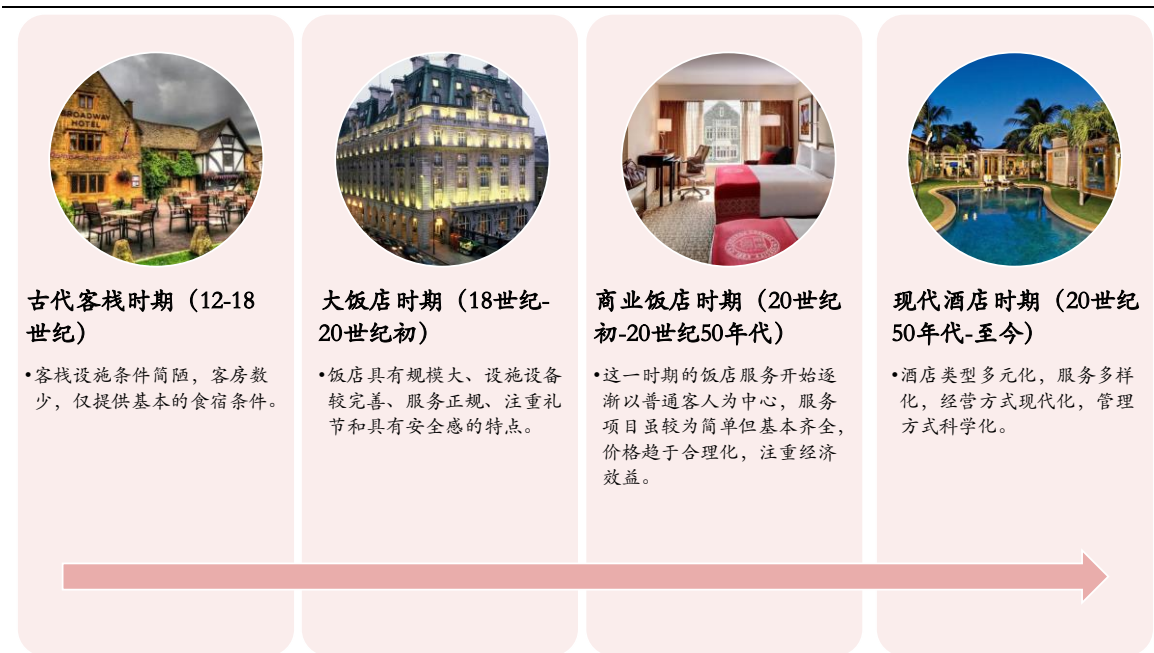 BROADWAY
HOTEL
古代客栈时期（12-18
世纪）
•客栈设施条件简陋，客房数
少，仅提供基本的食宿条件。
大饭店时期（18世纪-
20世纪初）
•饭店具有规模大、设施设备
较完善、服务正规、注重礼
节和具有安全感的特点。
商业饭店时期（20世纪
初-20世纪50年代）
•这一时期的饭店服务开始逐
渐以普通客人为中心，服务
项目虽较为简单但基本齐全，
价格趋于合理化，注重经济
效益。
现代酒店时期（20世纪
50年代-至今）
•酒店类型多元化，服务多样
化，经营方式现代化，管理
方式科学化。